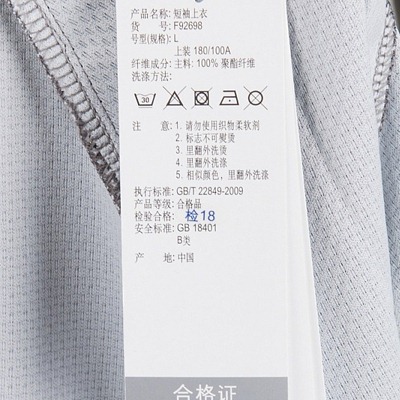 产品名称: 短袖上衣
货 号: F92698
号型(规格): L
上装 180/100A
纤维成分: 主料: 100% 聚酯纤维
洗涤方法:
30
注 意: 1. 请勿使用织物柔软剂
2. 标志不可熨烫
3. 里翻外洗烫
4. 里翻外洗涤
5. 相似颜色，里翻外洗涤
执行标准: GB/T 22849-2009
产品等级: 合格品
检验合格: 检18
安全标准: GB 18401
B类
产 地: 中国
合格证